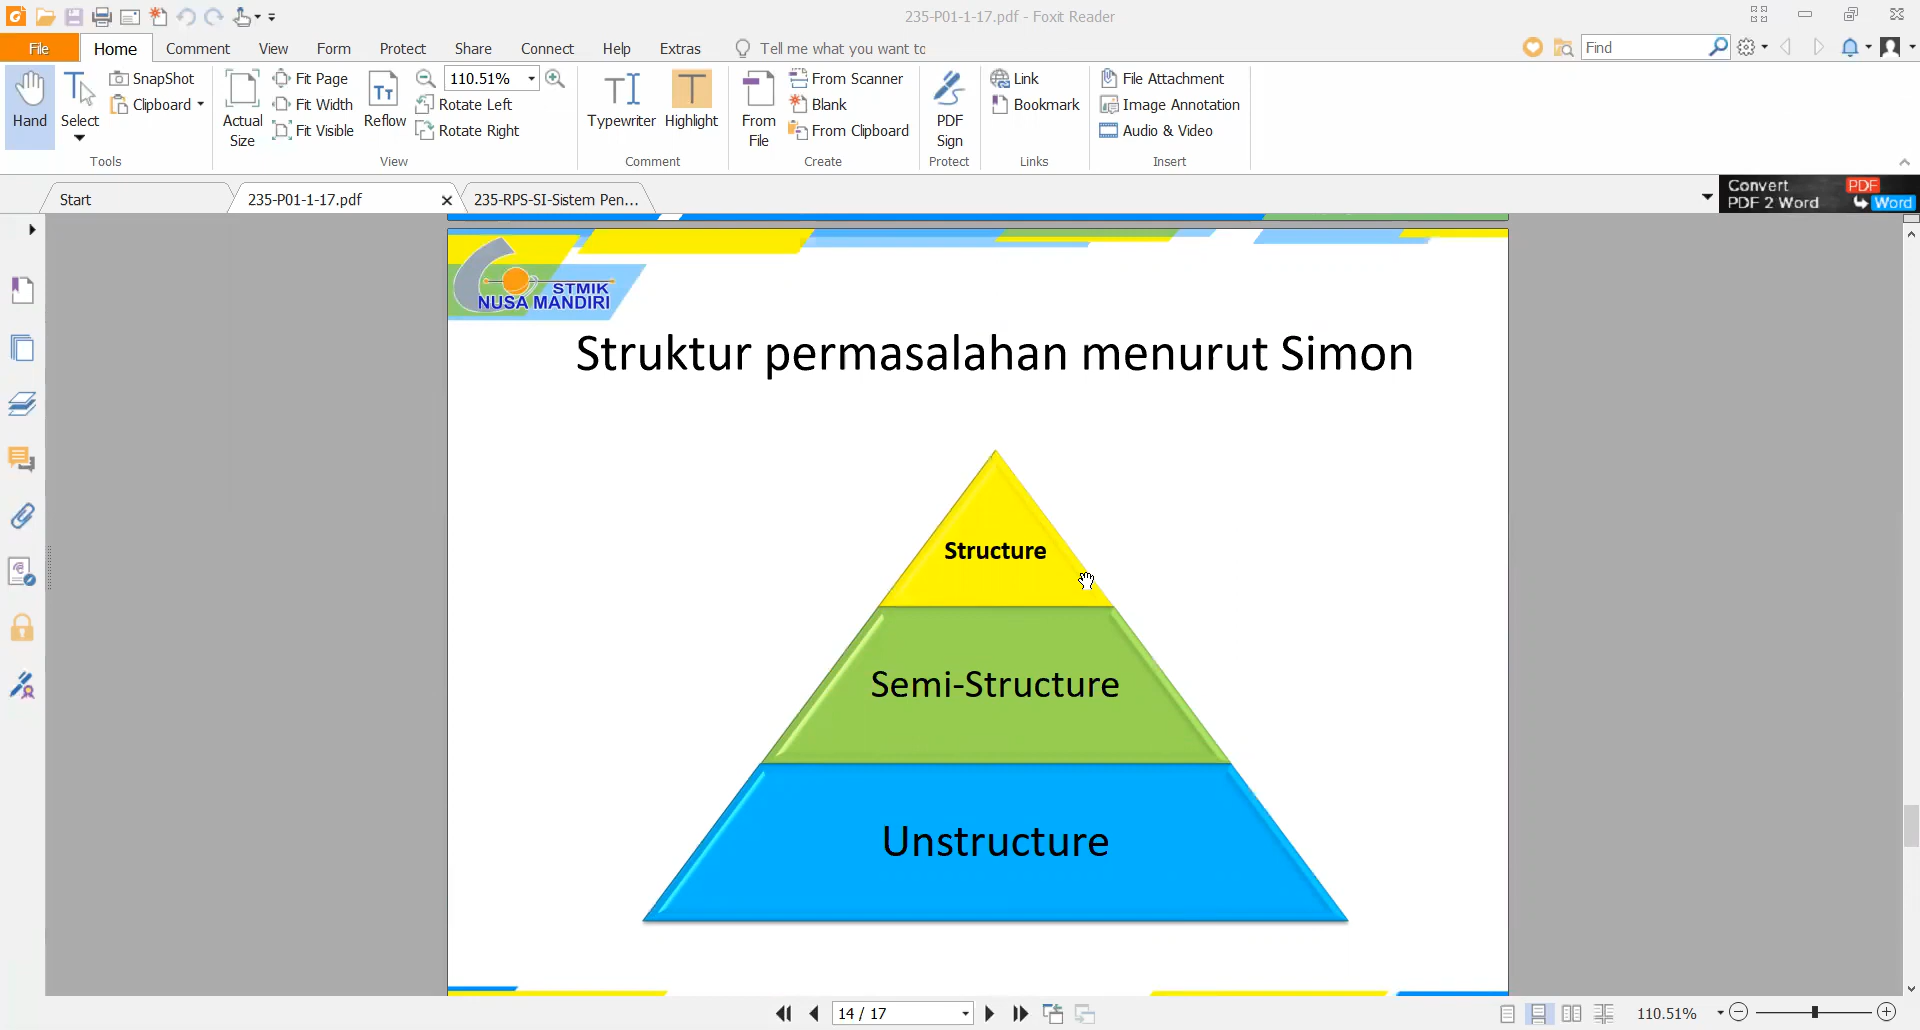 235-P01-1-17.pdf - Foxit Reader
File Home Comment View Form Protect Share Connect Help Extras Tell me what you want to Find
Hand
Select
SnapShot
Clipboard
Tools
Actual
Size
Fit Page
Fit Width
Fit Visible
Reflow
110.51%
Rotate Left
Rotate Right
View
Typewriter
Highlight
Comment
From
File
From Scanner
Blank
From Clipboard
Create
PDF
Sign
Protect
Link
Bookmark
Links
File Attachment
Image Annotation
Audio & Video
Insert
Start 235-P01-1-17.pdf 235-RPS-SI-Sistem Pen...
Convert PDF
PDF 2 Word Word
STMIK
NUSA MANDIRI
Struktur permasalahan menurut Simon
Structure
Semi-Structure
Unstructure
14 / 17
110.51%